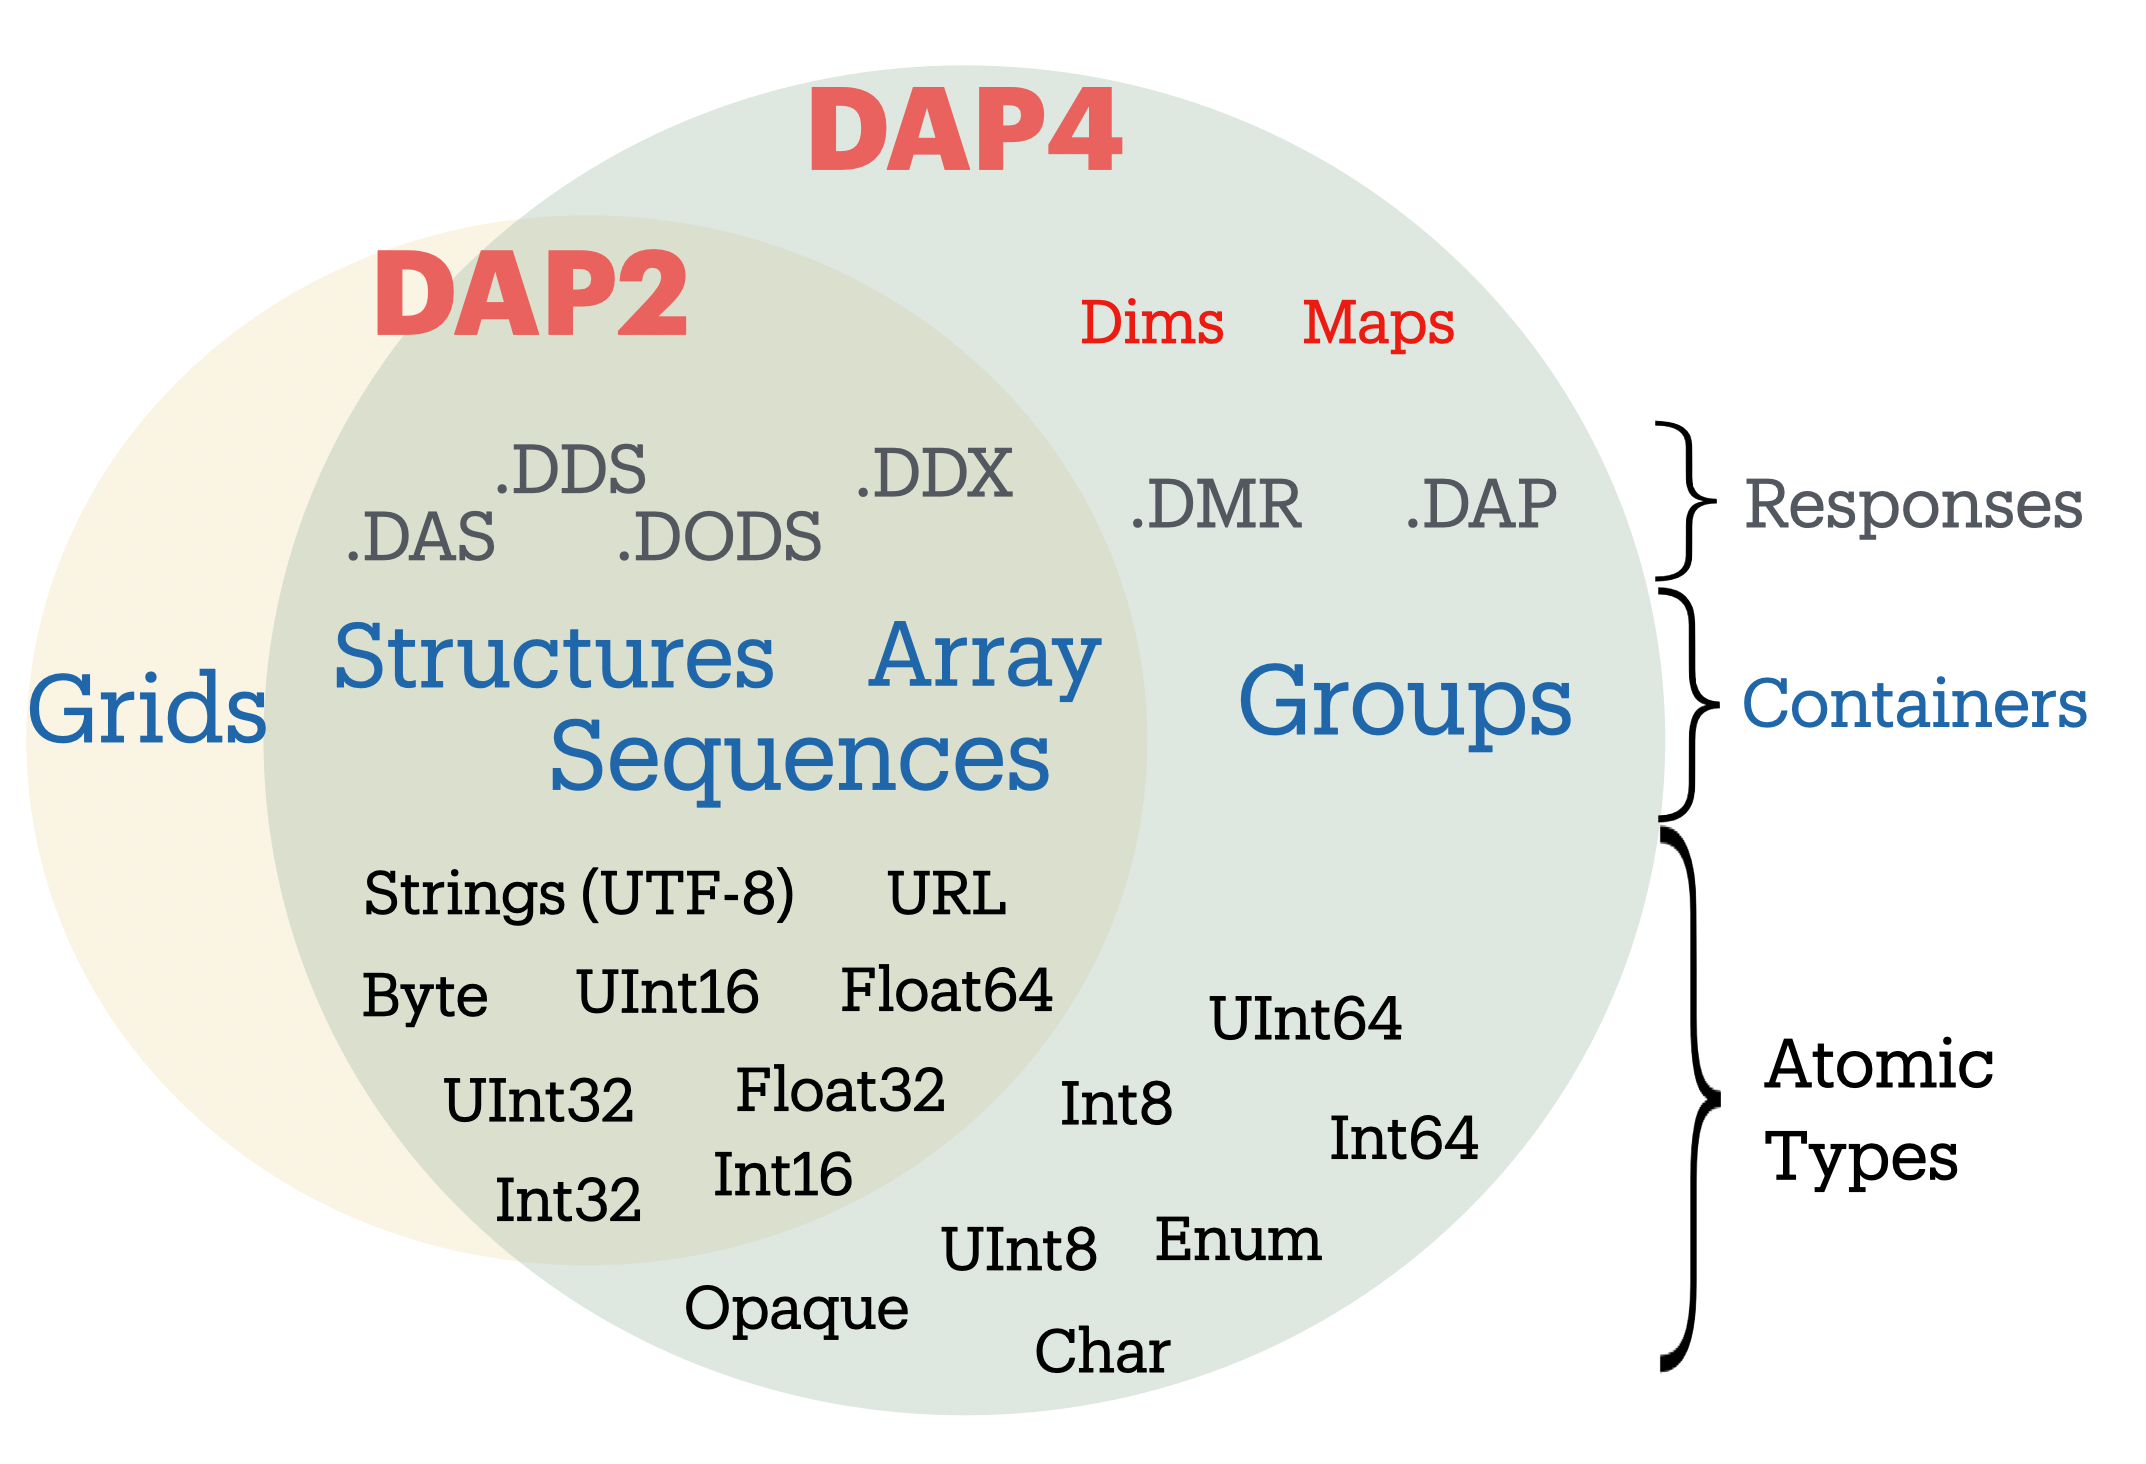 DAP4
DAP2
Dims Maps
.DDS .DDX
.DAS .DODS
.DMR .DAP
Responses
Structures Array
Sequences
Grids
Groups
Containers
Strings (UTF-8) URL
Byte UInt16 Float64
UInt64
UInt32 Float32
Int8
Int64
Int32 Int16
UInt8 Enum
Opaque
Char
Atomic
Types